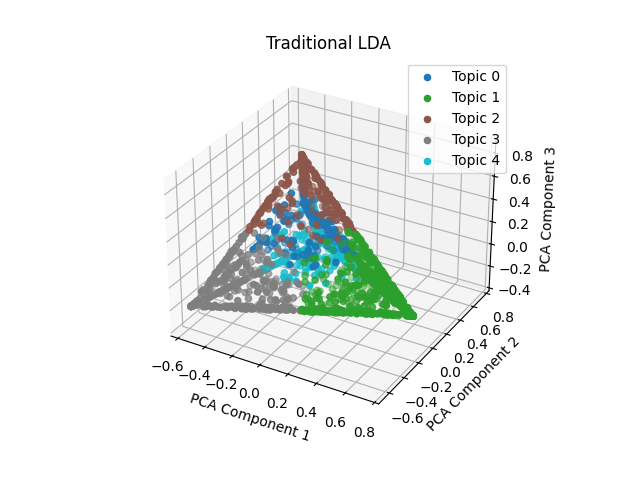 Traditional LDA
Topic 0
Topic 1
Topic 2
Topic 3
Topic 4
0.8
0.6
0.4
0.2
0.0
−0.2
−0.4
PCA Component 3
0.8
0.6
0.4
0.2
0.0
−0.2
−0.4
−0.6
PCA Component 2
−0.6
−0.4
−0.2
0.0
0.2
0.4
0.6
0.8
PCA Component 1